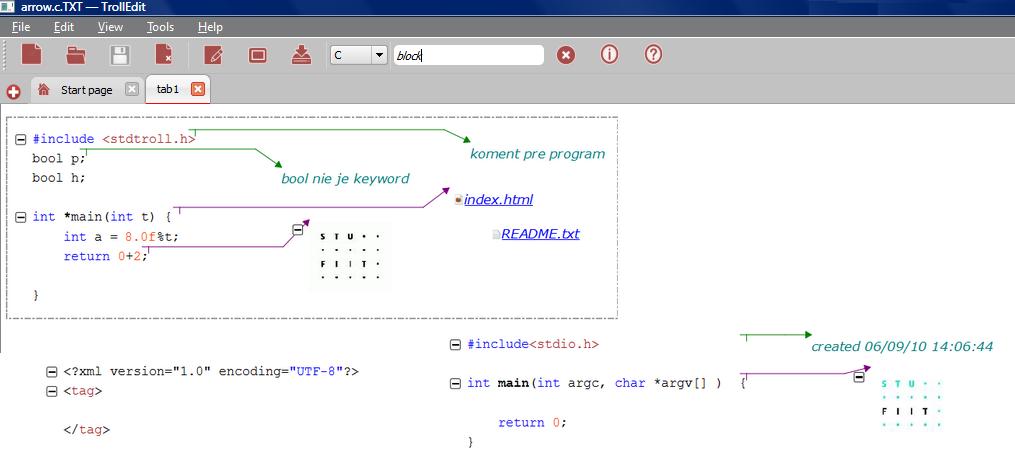 arrow.c.TXT — TrollEdit
File Edit View Tools Help
C block
Start page tab1
#include <stdtroll.h>
koment pre program
bool p;
bool h;
bool nie je keyword
index.html
int *main(int t) {
int a = 8.0f%t;
README.txt
return 0+2;
S T U
F I I T
}
#include<stdio.h>
created 06/09/10 14:06:44
<?xml version="1.0" encoding="UTF-8"?>
<tag>
int main(int argc, char *argv[] ) {
S T U
F I I T
return 0;
</tag>
}